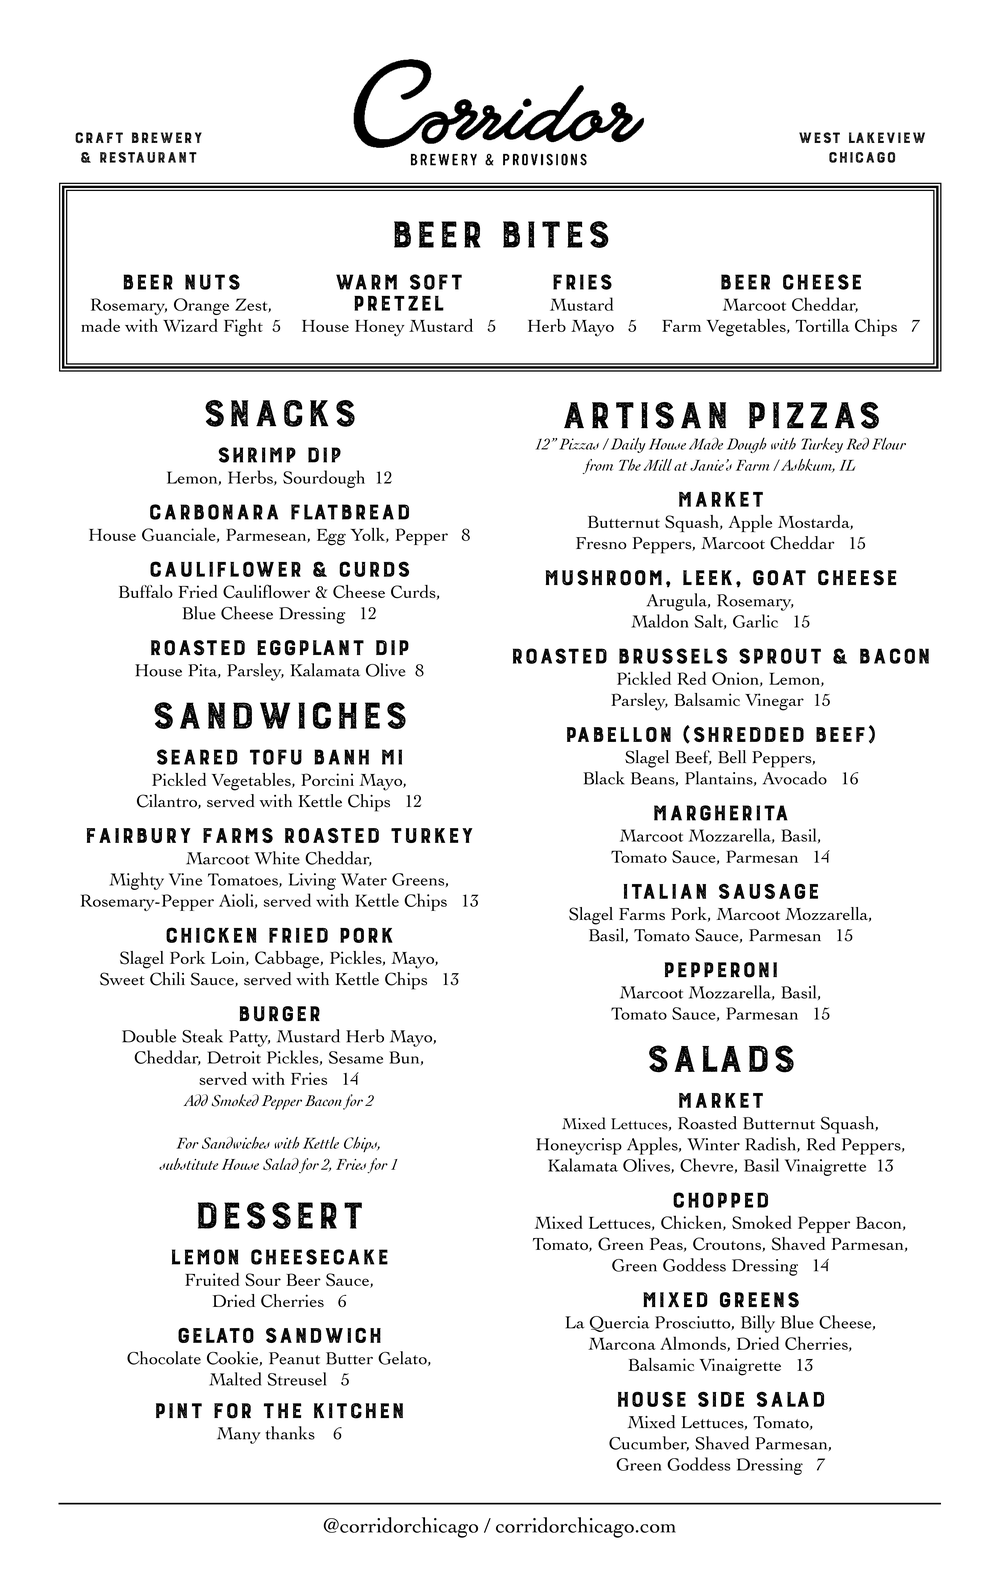 CRAFT BREWERY
& RESTAURANT
Corridor
BREWERY & PROVISIONS
WEST LAKEVIEW
CHICAGO
BEER BITES
BEER NUTS
Rosemary, Orange Zest,
made with Wizard Fight 5
WARM SOFT
PRETZEL
House Honey Mustard 5
FRIES
Mustard
Herb Mayo 5
BEER CHEESE
Marcoot Cheddar,
Farm Vegetables, Tortilla Chips 7
SNACKS
SHRIMP DIP
Lemon, Herbs, Sourdough 12
CARBONARA FLATBREAD
House Guanciale, Parmesean, Egg Yolk, Pepper 8
CAULIFLOWER & CURDS
Buffalo Fried Cauliflower & Cheese Curds,
Blue Cheese Dressing 12
ROASTED EGGPLANT DIP
House Pita, Parsley, Kalamata Olive 8
SANDWICHES
SEARED TOFU BANH MI
Pickled Vegetables, Porcini Mayo,
Cilantro, served with Kettle Chips 12
FAIRBURY FARMS ROASTED TURKEY
Marcoot White Cheddar,
Mighty Vine Tomatoes, Living Water Greens,
Rosemary-Pepper Aioli, served with Kettle Chips 13
CHICKEN FRIED PORK
Slagel Pork Loin, Cabbage, Pickles, Mayo,
Sweet Chili Sauce, served with Kettle Chips 13
BURGER
Double Steak Patty, Mustard Herb Mayo,
Cheddar, Detroit Pickles, Sesame Bun,
served with Fries 14
Add Smoked Pepper Bacon for 2
For Sandwiches with Kettle Chips,
substitute House Salad for 2, Fries for 1
DESSERT
LEMON CHEESECAKE
Fruited Sour Beer Sauce,
Dried Cherries 6
GELATO SANDWICH
Chocolate Cookie, Peanut Butter Gelato,
Malted Streusel 5
PINT FOR THE KITCHEN
Many thanks 6
ARTISAN PIZZAS
12" Pizzas / Daily House Made Dough with Turkey Red Flour
from The Mill at Janie's Farm / Ashkum, IL
MARKET
Butternut Squash, Apple Mostarda,
Fresno Peppers, Marcoot Cheddar 15
MUSHROOM, LEEK, GOAT CHEESE
Arugula, Rosemary,
Maldon Salt, Garlic 15
ROASTED BRUSSELS SPROUT & BACON
Pickled Red Onion, Lemon,
Parsley, Balsamic Vinegar 15
PABELLON (SHREDDED BEEF)
Slagel Beef, Bell Peppers,
Black Beans, Plantains, Avocado 16
MARGHERITA
Marcoot Mozzarella, Basil,
Tomato Sauce, Parmesan 14
ITALIAN SAUSAGE
Slagel Farms Pork, Marcoot Mozzarella,
Basil, Tomato Sauce, Parmesan 15
PEPPERONI
Marcoot Mozzarella, Basil,
Tomato Sauce, Parmesan 15
SALADS
MARKET
Mixed Lettuces, Roasted Butternut Squash,
Honeycrisp Apples, Winter Radish, Red Peppers,
Kalamata Olives, Chevre, Basil Vinaigrette 13
CHOPPED
Mixed Lettuces, Chicken, Smoked Pepper Bacon,
Tomato, Green Peas, Croutons, Shaved Parmesan,
Green Goddess Dressing 14
MIXED GREENS
La Quercia Prosciutto, Billy Blue Cheese,
Marcona Almonds, Dried Cherries,
Balsamic Vinaigrette 13
HOUSE SIDE SALAD
Mixed Lettuces, Tomato,
Cucumber, Shaved Parmesan,
Green Goddess Dressing 7
@corridorchicago / corridorchicago.com